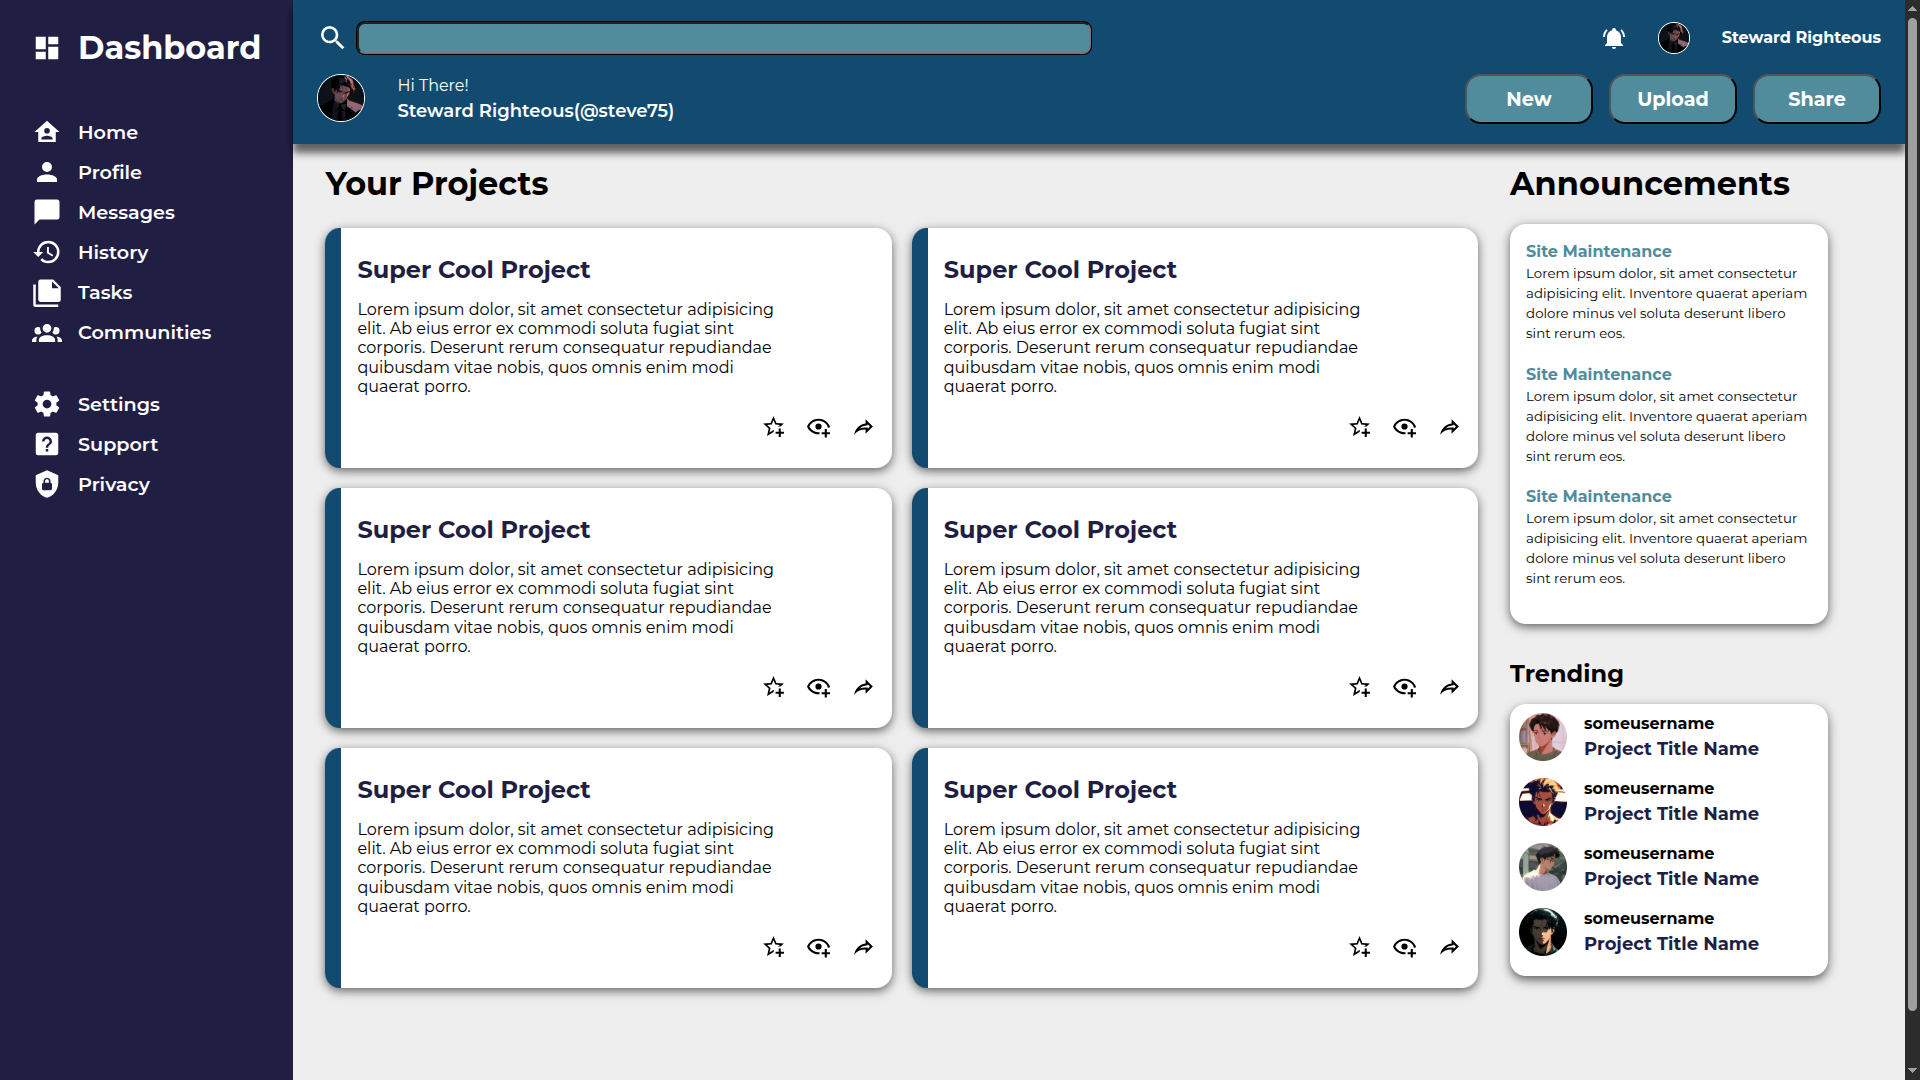 Dashboard
Home
Profile
Messages
History
Tasks
Communities
Settings
Support
Privacy
Steward Righteous
Hi There!
Steward Righteous(@steve75)
New
Upload
Share
Your Projects
Super Cool Project
Lorem ipsum dolor, sit amet consectetur adipisicing
elit. Ab eius error ex commodi soluta fugiat sint
corporis. Deserunt rerum consequatur repudiandae
quibusdam vitae nobis, quos omnis enim modi
quaerat porro.
Super Cool Project
Lorem ipsum dolor, sit amet consectetur adipisicing
elit. Ab eius error ex commodi soluta fugiat sint
corporis. Deserunt rerum consequatur repudiandae
quibusdam vitae nobis, quos omnis enim modi
quaerat porro.
Super Cool Project
Lorem ipsum dolor, sit amet consectetur adipisicing
elit. Ab eius error ex commodi soluta fugiat sint
corporis. Deserunt rerum consequatur repudiandae
quibusdam vitae nobis, quos omnis enim modi
quaerat porro.
Super Cool Project
Lorem ipsum dolor, sit amet consectetur adipisicing
elit. Ab eius error ex commodi soluta fugiat sint
corporis. Deserunt rerum consequatur repudiandae
quibusdam vitae nobis, quos omnis enim modi
quaerat porro.
Super Cool Project
Lorem ipsum dolor, sit amet consectetur adipisicing
elit. Ab eius error ex commodi soluta fugiat sint
corporis. Deserunt rerum consequatur repudiandae
quibusdam vitae nobis, quos omnis enim modi
quaerat porro.
Super Cool Project
Lorem ipsum dolor, sit amet consectetur adipisicing
elit. Ab eius error ex commodi soluta fugiat sint
corporis. Deserunt rerum consequatur repudiandae
quibusdam vitae nobis, quos omnis enim modi
quaerat porro.
Announcements
Site Maintenance
Lorem ipsum dolor, sit amet consectetur
adipisicing elit. Inventore quaerat aperiam
dolore minus vel soluta deserunt libero
sint rerum eos.
Site Maintenance
Lorem ipsum dolor, sit amet consectetur
adipisicing elit. Inventore quaerat aperiam
dolore minus vel soluta deserunt libero
sint rerum eos.
Site Maintenance
Lorem ipsum dolor, sit amet consectetur
adipisicing elit. Inventore quaerat aperiam
dolore minus vel soluta deserunt libero
sint rerum eos.
Trending
someusername
Project Title Name
someusername
Project Title Name
someusername
Project Title Name
someusername
Project Title Name